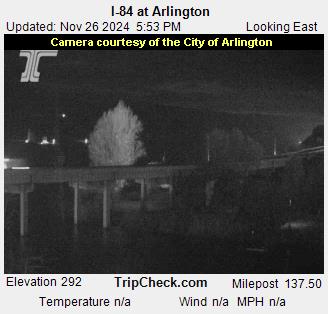 I-84 at Arlington
Updated: Nov 26 2024 5:53 PM Looking East
Camera courtesy of the City of Arlington
Elevation 292 TripCheck.com Milepost 137.50
Temperature n/a Wind n/a MPH n/a